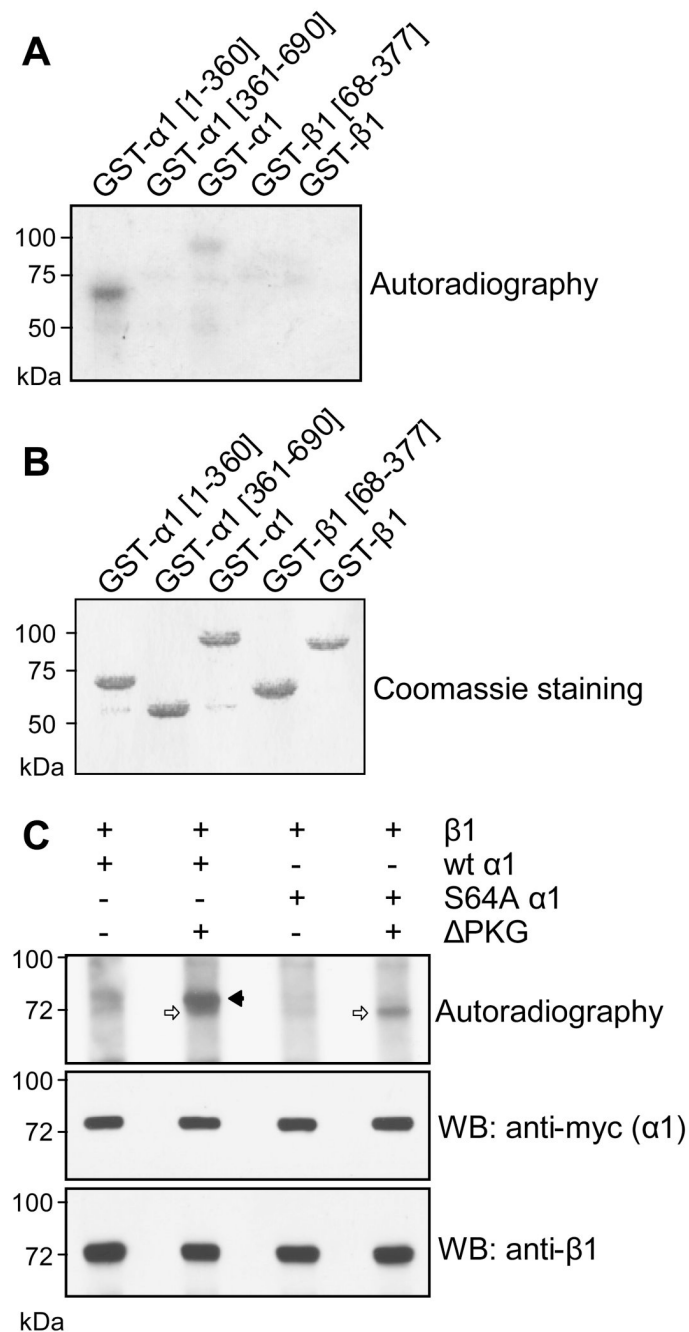 A
GST-α1 [1-360]
GST-α1 [361-690]
GST-α1
GST-β1 [68-377]
GST-β1
100
75
50
kDa
Autoradiography
B
GST-α1 [1-360]
GST-α1 [361-690]
GST-α1
GST-β1 [68-377]
GST-β1
100
75
50
kDa
Coomassie staining
C
+ + + + β1
+ + - - wt α1
- - + + S64A α1
- + - + ΔPKG
100
72
Autoradiography
100
72
WB: anti-myc (α1)
100
72
WB: anti-β1
kDa